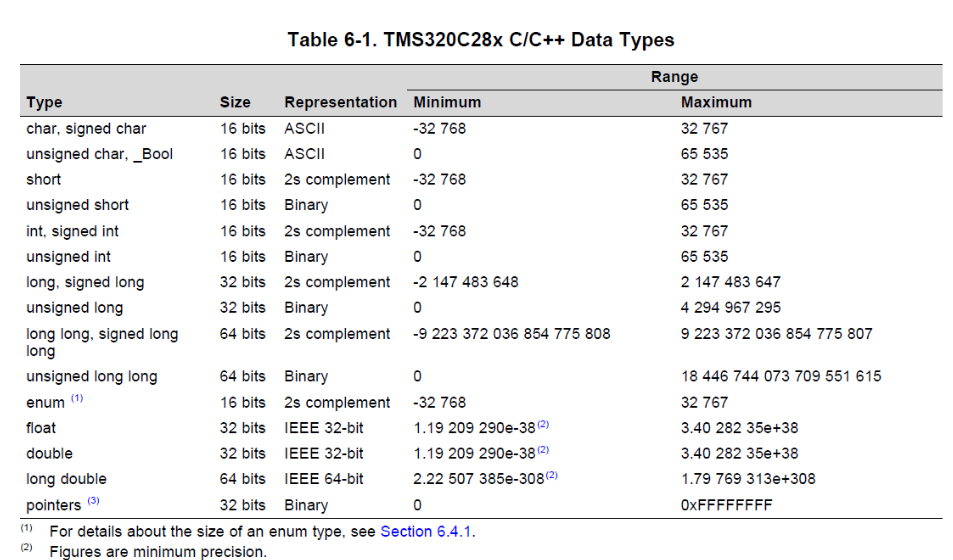 Table 6-1. TMS320C28x C/C++ Data Types
Range
Type Size Representation Minimum Maximum
char, signed char 16 bits ASCII -32 768 32 767
unsigned char, _Bool 16 bits ASCII 0 65 535
short 16 bits 2s complement -32 768 32 767
unsigned short 16 bits Binary 0 65 535
int, signed int 16 bits 2s complement -32 768 32 767
unsigned int 16 bits Binary 0 65 535
long, signed long 32 bits 2s complement -2 147 483 648 2 147 483 647
unsigned long 32 bits Binary 0 4 294 967 295
long long, signed long 64 bits 2s complement -9 223 372 036 854 775 808 9 223 372 036 854 775 807
long
unsigned long long 64 bits Binary 0 18 446 744 073 709 551 615
enum (1) 16 bits 2s complement -32 768 32 767
float 32 bits IEEE 32-bit 1.19 209 290e-38(2) 3.40 282 35e+38
double 32 bits IEEE 32-bit 1.19 209 290e-38(2) 3.40 282 35e+38
long double 64 bits IEEE 64-bit 2.22 507 385e-308(2) 1.79 769 313e+308
pointers (3) 32 bits Binary 0 0xFFFFFFFF
(1) For details about the size of an enum type, see Section 6.4.1.
(2) Figures are minimum precision.